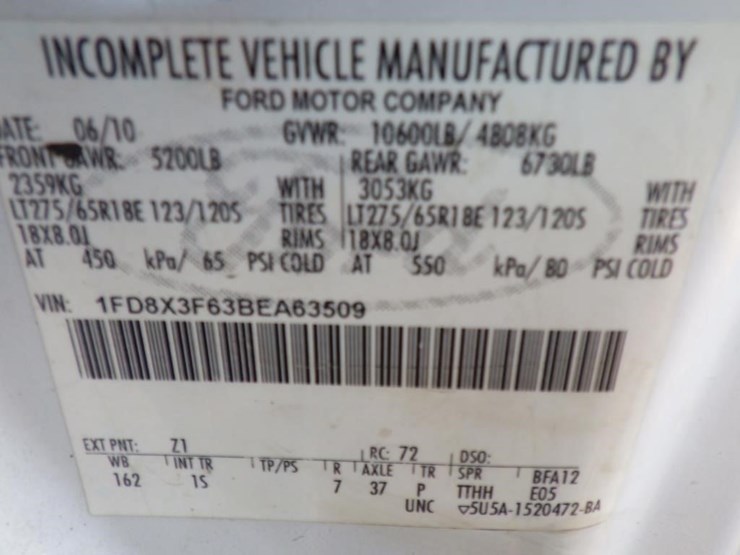 INCOMPLETE VEHICLE MANUFACTURED BY
FORD MOTOR COMPANY
ATE: 06/10 GVWR: 10600LB/ 4808KG
FRONT GAWR: 5200LB REAR GAWR: 6730LB
2359KG WITH 3053KG WITH
LT275/65R18E 123/120S TIRES LT275/65R18E 123/120S TIRES
18X8.0J RIMS 18X8.0J RIMS
AT 450 kPa/ 65 PSI COLD AT 550 kPa/ 80 PSI COLD
VIN: 1FD8X3F63BEA63509
EXT PNT: Z1 RC: 72 DSO:
WB INT TR TP/PS R AXLE TR SPR BFA12
162 1S 7 37 P TTHH E05
UNC ▽5U5A-1520472-BA